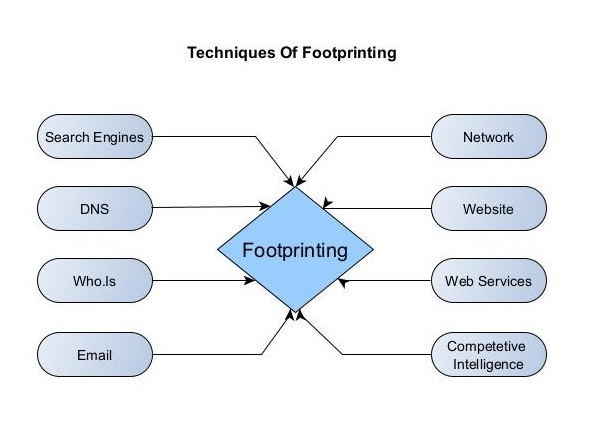 Techniques Of Footprinting
Search Engines
Network
DNS
Website
Footprinting
Who.Is
Web Services
Email
Competetive
Intelligence